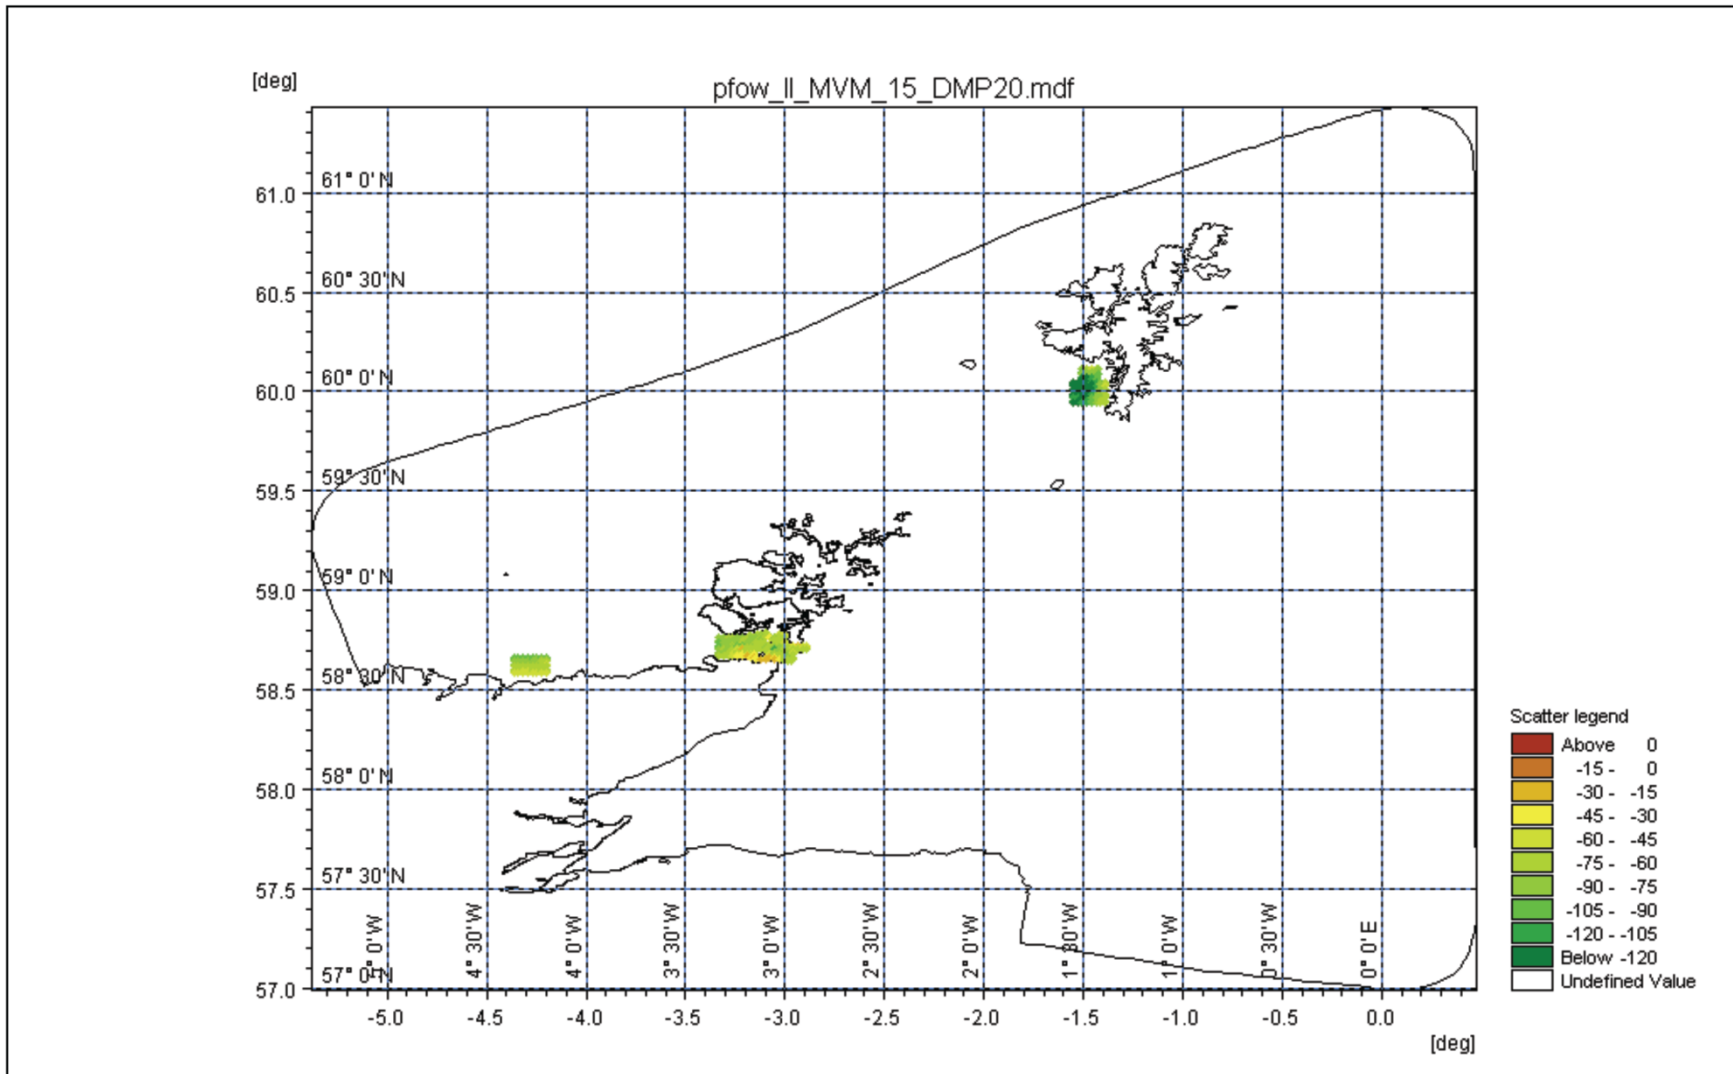 [deg]
pfow_ll_MVM_15_DMP20.mdf
61.0
61° 0' N
60.5
60° 30' N
60.0
60° 0' N
59.5
59° 30' N
59.0
59° 0' N
58.5
58° 30' N
58.0
58° 0' N
57.5
57° 30' N
57.0
57° 0' N
5° 0' W
4° 30' W
4° 0' W
3° 30' W
3° 0' W
2° 30' W
2° 0' W
1° 30' W
1° 0' W
0° 30' W
0° 0' E
-5.0 -4.5 -4.0 -3.5 -3.0 -2.5 -2.0 -1.5 -1.0 -0.5 0.0
[deg]
Scatter legend
Above 0
-15 - 0
-30 - -15
-45 - -30
-60 - -45
-75 - -60
-90 - -75
-105 - -90
-120 - -105
Below -120
Undefined Value